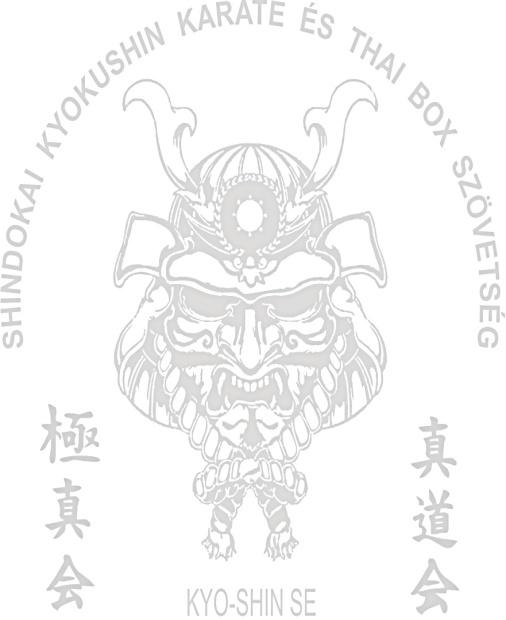 SHINDOKAI KYOKUSHIN KARATE ÉS THAI BOX SZÖVETSÉG
極真会
真道会
KYO-SHIN SE